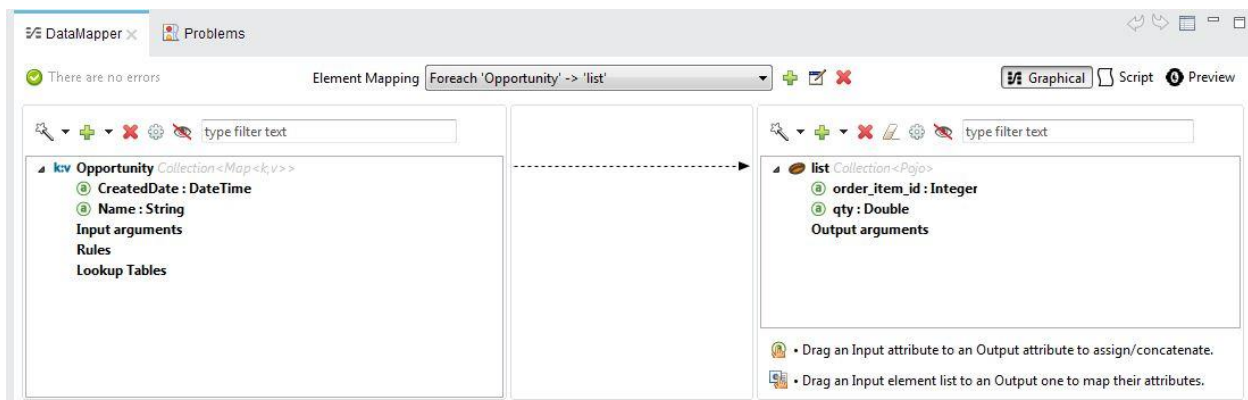 DataMapper Problems
There are no errors Element Mapping Foreach 'Opportunity' -> 'list' Graphical Script Preview
type filter text type filter text
k:v Opportunity Collection<Map<k,v>> list Collection<Pojo>
a CreatedDate : DateTime a order_item_id : Integer
a Name : String a qty : Double
Input arguments Output arguments
Rules
Lookup Tables
• Drag an Input attribute to an Output attribute to assign/concatenate.
• Drag an Input element list to an Output one to map their attributes.